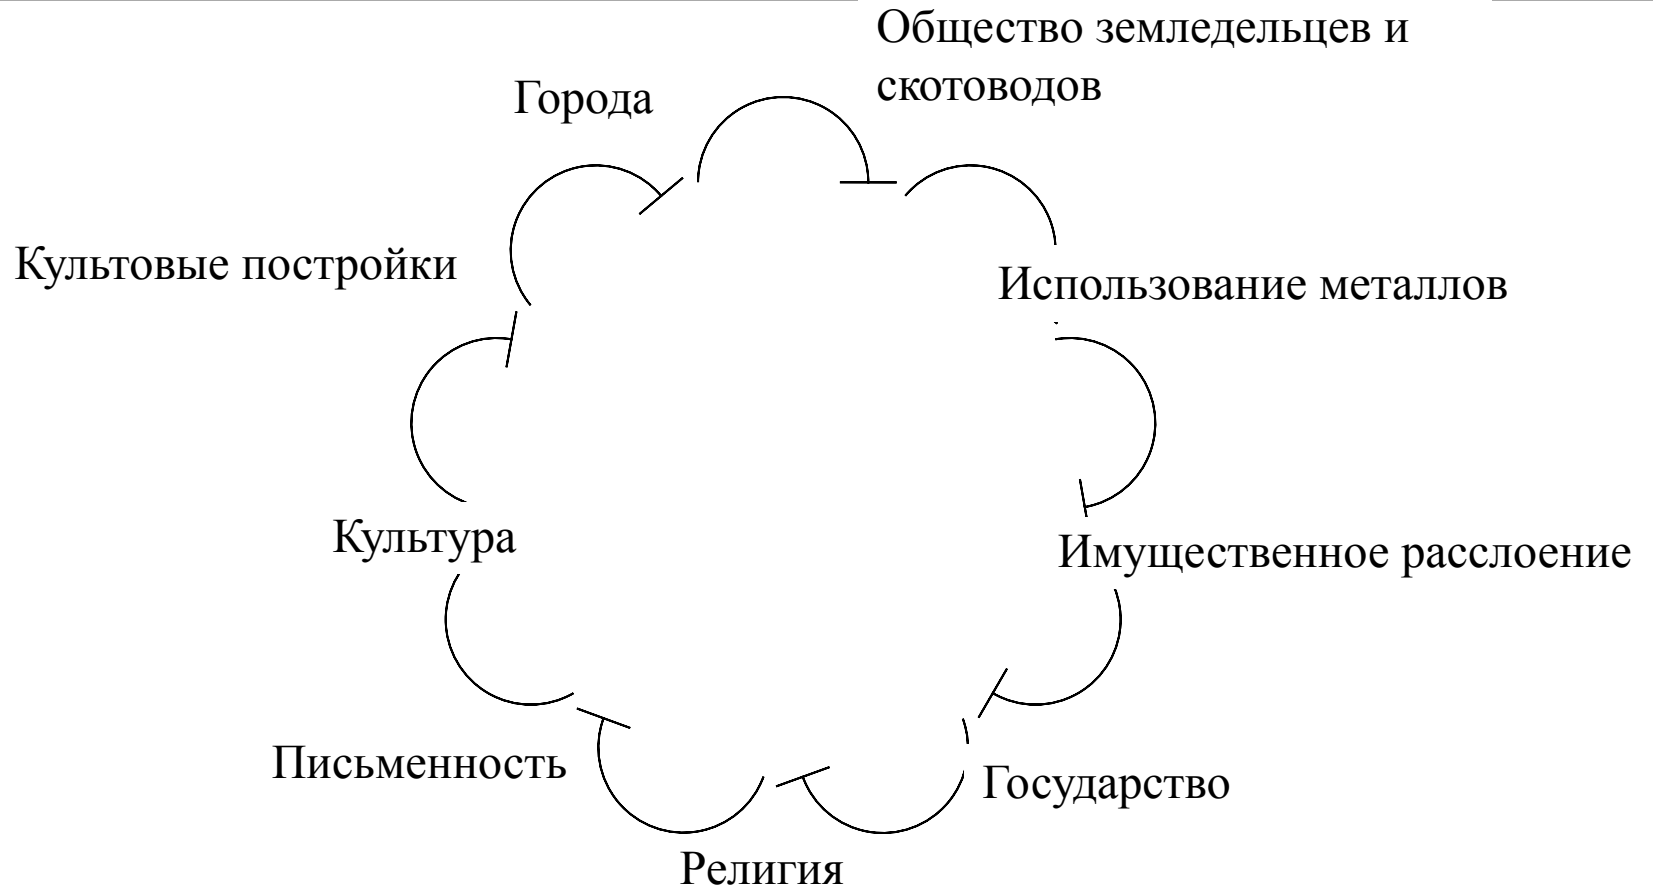 Общество земледельцев и
скотоводов
Города
Культовые постройки
Использование металлов
Культура
Имущественное расслоение
Письменность
Государство
Религия